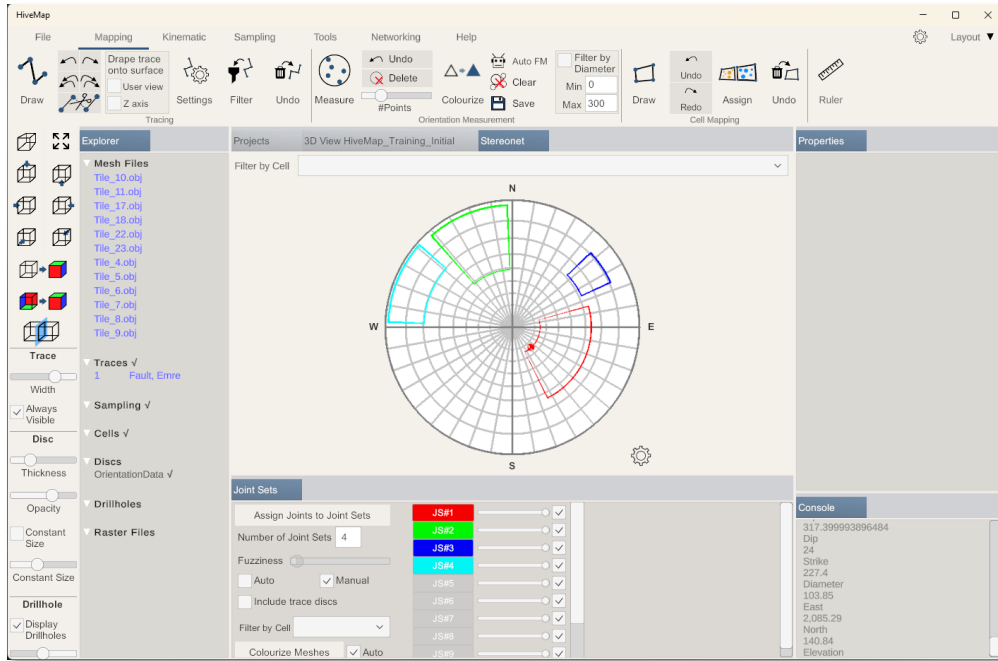 HiveMap
File Mapping Kinematic Sampling Tools Networking Help Layout ▼
Drape trace
onto surface
User view
Z axis
Draw Settings Filter Undo Measure
Tracing
Undo
Delete
#Points
Colourize
Auto FM
Clear
Save
Filter by
Diameter
Min 0
Max 300
Orientation Measurement
Draw
Undo
Redo
Assign Undo
Cell Mapping
Ruler
Explorer
Mesh Files
Tile_10.obj
Tile_11.obj
Tile_17.obj
Tile_18.obj
Tile_22.obj
Tile_23.obj
Tile_4.obj
Tile_5.obj
Tile_6.obj
Tile_7.obj
Tile_8.obj
Tile_9.obj
Traces √
1 Fault, Emre
Sampling √
Cells √
Discs
OrientationData √
Drillholes
Raster Files
Trace
Width
Always
Visible
Disc
Thickness
Opacity
Constant
Size
Constant Size
Drillhole
Display
Drillholes
Projects 3D View HiveMap_Training_Initial Stereonet
Filter by Cell
N
W
E
S
Joint Sets
Assign Joints to Joint Sets
Number of Joint Sets 4
Fuzziness
Auto Manual
Include trace discs
Filter by Cell
Colourize Meshes Auto
JS#1
JS#2
JS#3
JS#4
JS#5
JS#6
JS#7
JS#8
JS#9
Properties
Console
317.399993896484
Dip
24
Strike
227.4
Diameter
103.85
East
2,085.29
North
140.84
Elevation